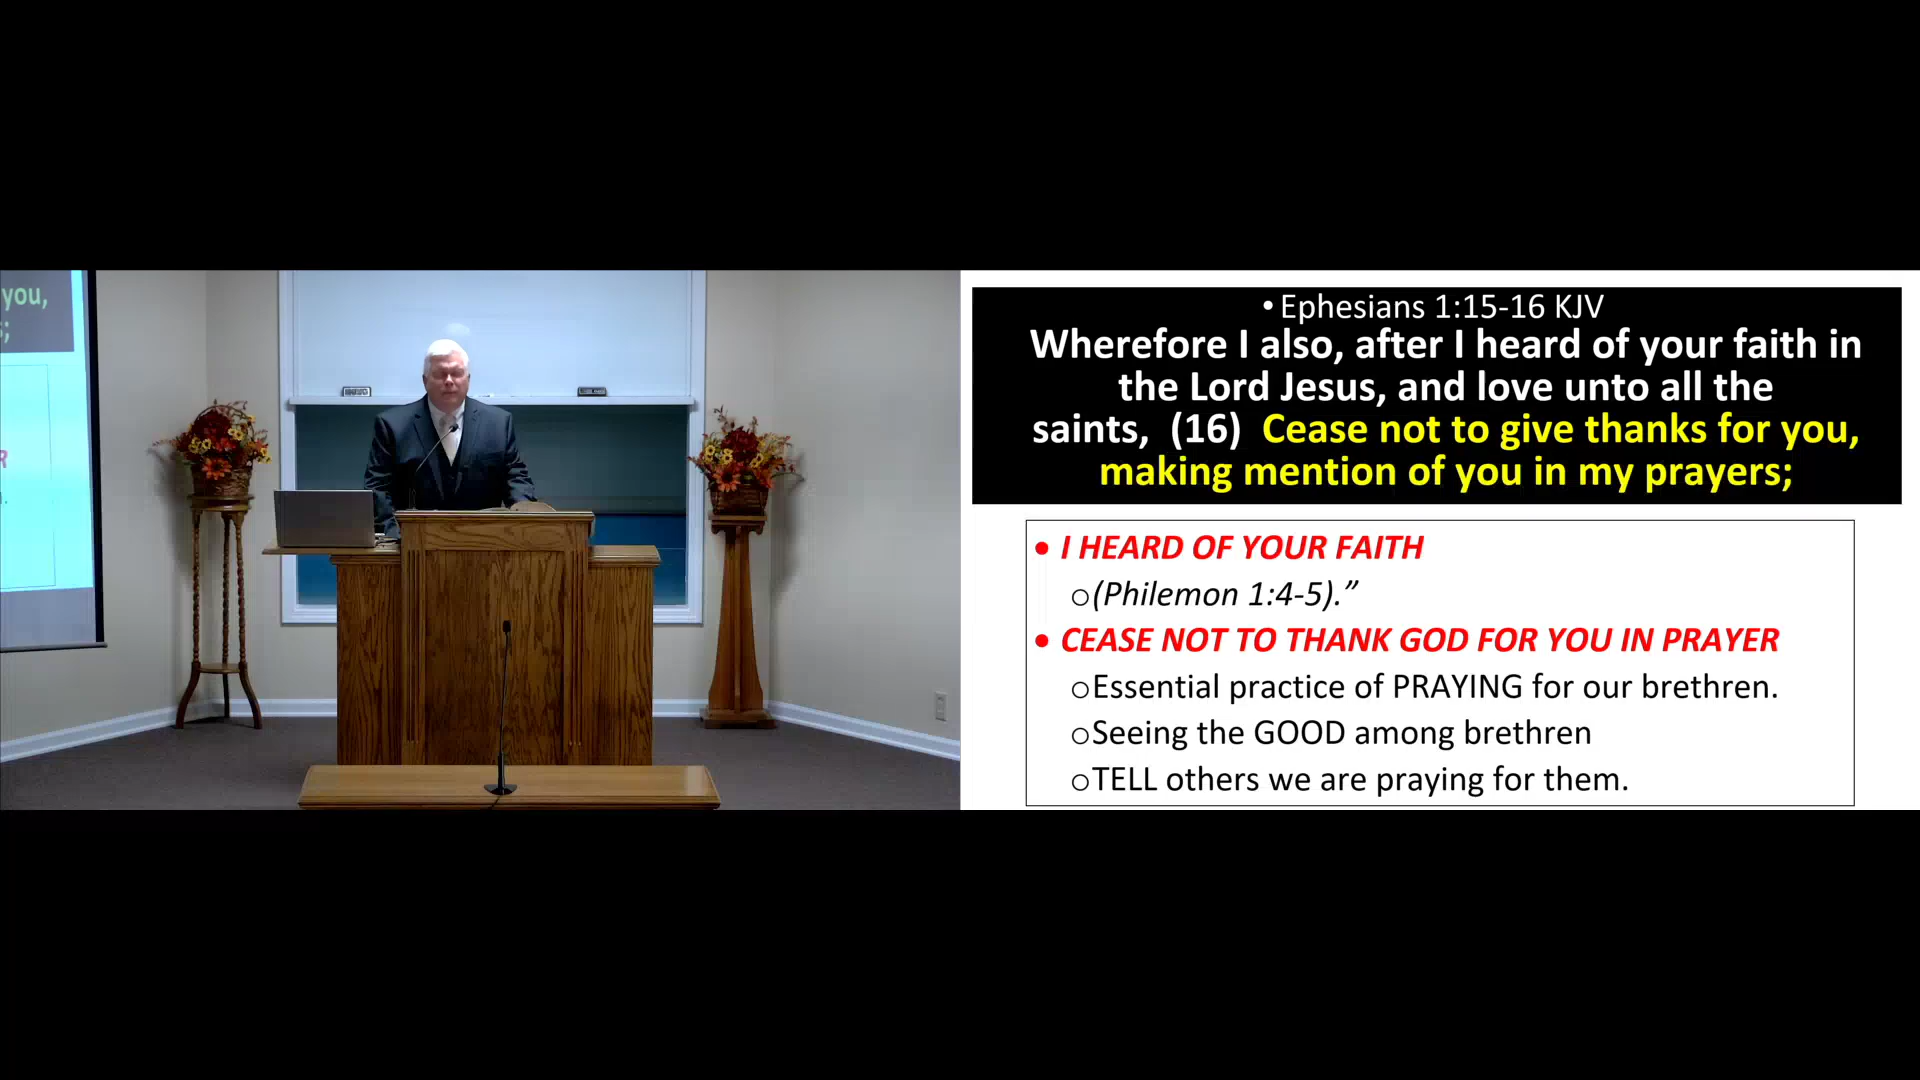 you,
;
R
.
• Ephesians 1:15-16 KJV
Wherefore I also, after I heard of your faith in
the Lord Jesus, and love unto all the
saints, (16) Cease not to give thanks for you,
making mention of you in my prayers;
• I HEARD OF YOUR FAITH
o(Philemon 1:4-5).”
• CEASE NOT TO THANK GOD FOR YOU IN PRAYER
oEssential practice of PRAYING for our brethren.
oSeeing the GOOD among brethren
oTELL others we are praying for them.